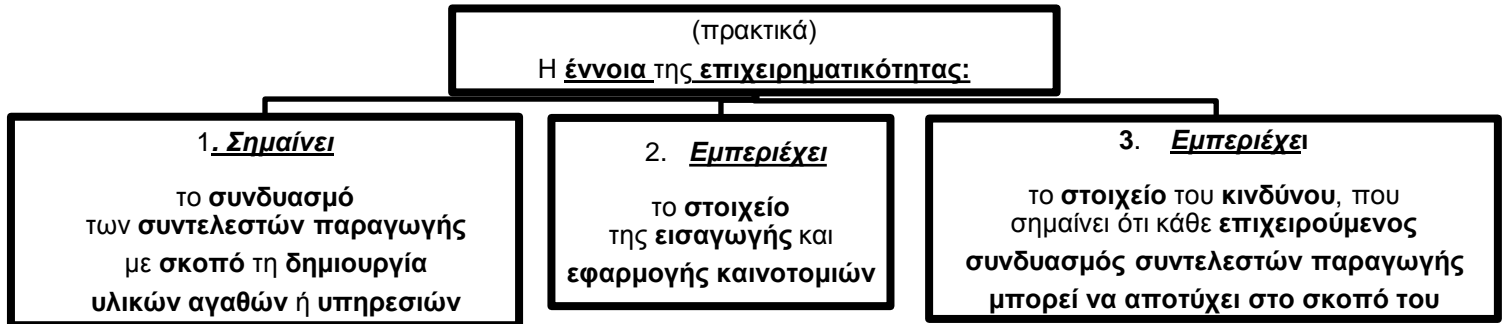 (πρακτικά)
Η έννοια της επιχειρηματικότητας:
1. Σημαίνει
το συνδυασμό
των συντελεστών παραγωγής
με σκοπό τη δημιουργία
υλικών αγαθών ή υπηρεσιών
2. Εμπεριέχει
το στοιχείο
της εισαγωγής και
εφαρμογής καινοτομιών
3. Εμπεριέχει
το στοιχείο του κινδύνου, που
σημαίνει ότι κάθε επιχειρούμενος
συνδυασμός συντελεστών παραγωγής
μπορεί να αποτύχει στο σκοπό του